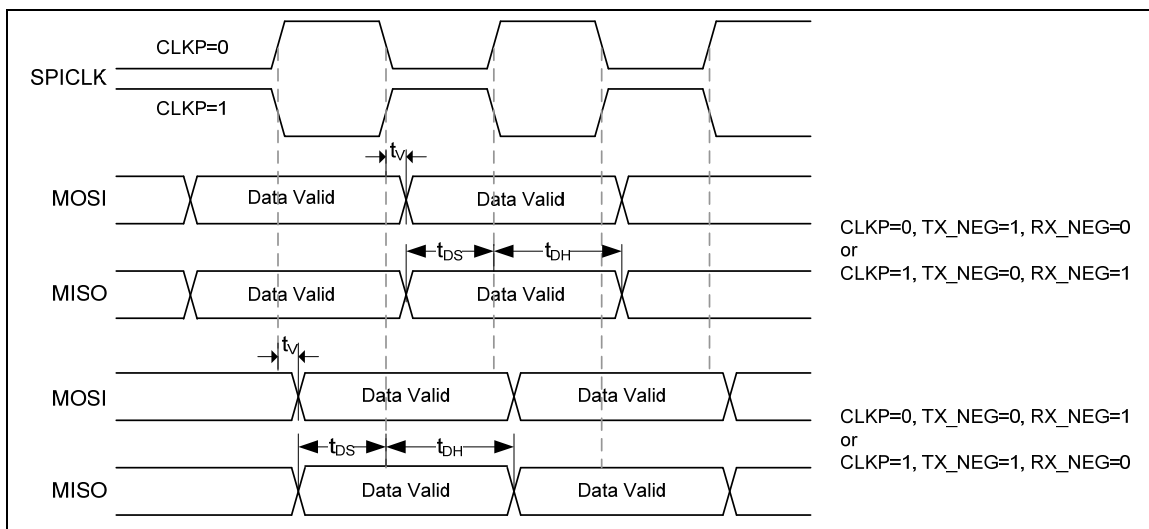 CLKP=0
SPICLK
CLKP=1
tV
MOSI Data Valid Data Valid
tDS tDH
MISO Data Valid Data Valid
CLKP=0, TX_NEG=1, RX_NEG=0
or
CLKP=1, TX_NEG=0, RX_NEG=1
tV
MOSI Data Valid Data Valid
tDS tDH
MISO Data Valid Data Valid
CLKP=0, TX_NEG=0, RX_NEG=1
or
CLKP=1, TX_NEG=1, RX_NEG=0